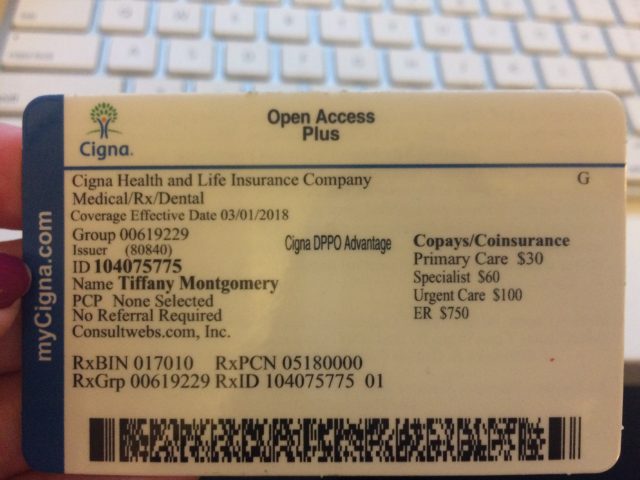 Open Access
Plus
Cigna.
Cigna Health and Life Insurance Company G
Medical/Rx/Dental
Coverage Effective Date 03/01/2018
Group 00619229
Issuer (80840)
ID 104075775
Name Tiffany Montgomery
PCP None Selected
No Referral Required
Consultwebs.com, Inc.
Cigna DPPO Advantage
Copays/Coinsurance
Primary Care $30
Specialist $60
Urgent Care $100
ER $750
RxBIN 017010 RxPCN 05180000
RxGrp 00619229 RxID 104075775 01
myCigna.com